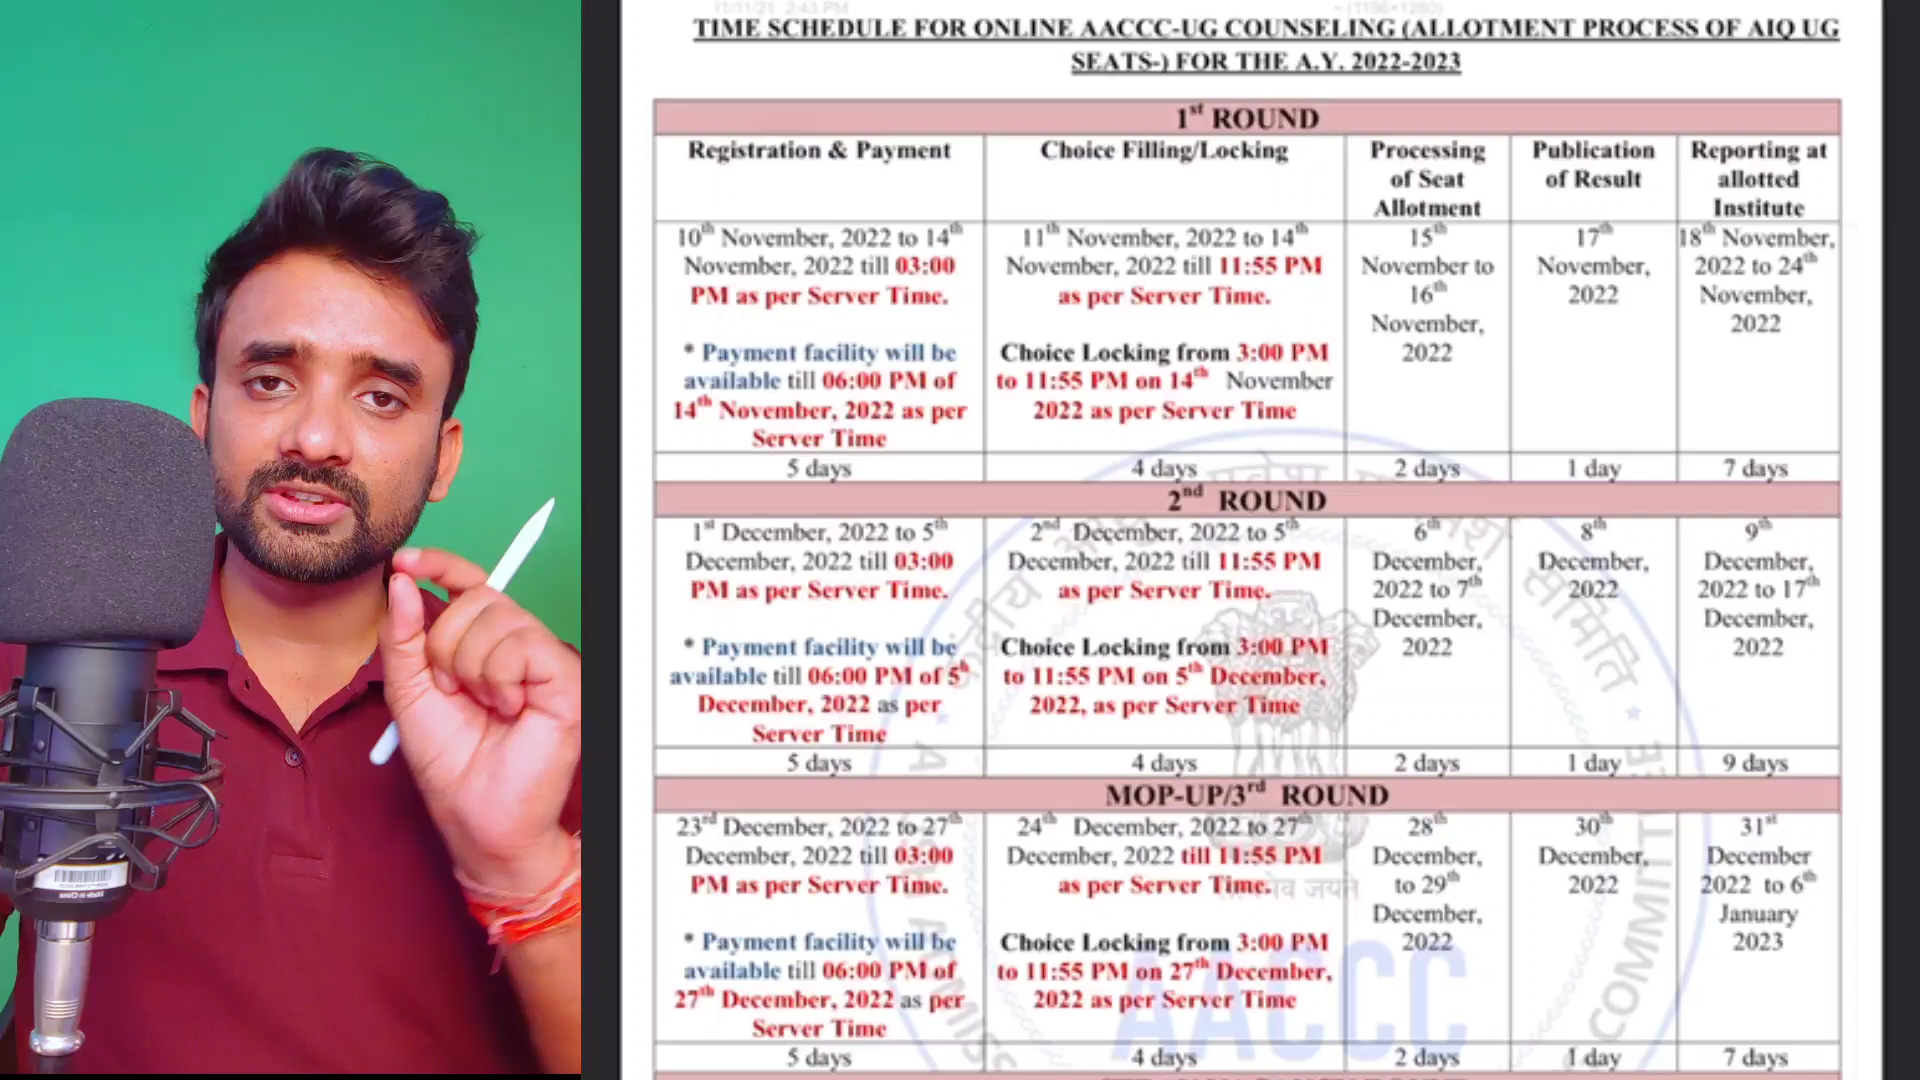 11/11/21, 2:43 PM
(1156×1280)
TIME SCHEDULE FOR ONLINE AACCC-UG COUNSELING (ALLOTMENT PROCESS OF AIQ UG
SEATS-) FOR THE A.Y. 2022-2023
1st ROUND
Registration & Payment
Choice Filling/Locking
Processing
of Seat
Allotment
Publication
of Result
Reporting at
allotted
Institute
10th November, 2022 to 14th
November, 2022 till 03:00
PM as per Server Time.
* Payment facility will be
available till 06:00 PM of
14th November, 2022 as per
Server Time
11th November, 2022 to 14th
November, 2022 till 11:55 PM
as per Server Time.
Choice Locking from 3:00 PM
to 11:55 PM on 14th November
2022 as per Server Time
15th
November to
16th
November,
2022
17th
November,
2022
18th November,
2022 to 24th
November,
2022
5 days
4 days
2 days
1 day
7 days
2nd ROUND
1st December, 2022 to 5th
December, 2022 till 03:00
PM as per Server Time.
* Payment facility will be
available till 06:00 PM of 5th
December, 2022 as per
Server Time
2nd December, 2022 to 5th
December, 2022 till 11:55 PM
as per Server Time.
Choice Locking from 3:00 PM
to 11:55 PM on 5th December,
2022, as per Server Time
6th
December,
2022 to 7th
December,
2022
8th
December,
2022
9th
December,
2022 to 17th
December,
2022
5 days
4 days
2 days
1 day
9 days
MOP-UP/3rd ROUND
23rd December, 2022 to 27th
December, 2022 till 03:00
PM as per Server Time.
* Payment facility will be
available till 06:00 PM of
27th December, 2022 as per
Server Time
24th December, 2022 to 27th
December, 2022 till 11:55 PM
as per Server Time.
Choice Locking from 3:00 PM
to 11:55 PM on 27th December,
2022 as per Server Time
28th
December,
to 29th
December,
2022
30th
December,
2022
31st
December
2022 to 6th
January
2023
5 days
4 days
2 days
1 day
7 days
समिति
COMMITTEE
AACCC
Made in China